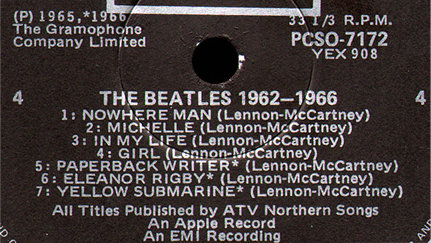 (P) 1965,*1966
The Gramophone
Company Limited
33 1/3 R.P.M.
PCSO-7172
YEX 908
4
4
THE BEATLES 1962—1966
1: NOWHERE MAN (Lennon-McCartney)
2: MICHELLE (Lennon-McCartney)
3: IN MY LIFE (Lennon-McCartney)
4: GIRL (Lennon-McCartney)
5: PAPERBACK WRITER* (Lennon-McCartney)
6: ELEANOR RIGBY* (Lennon-McCartney)
7: YELLOW SUBMARINE* (Lennon-McCartney)
All Titles Published by ATV Northern Songs
An Apple Record
An EMI Recording